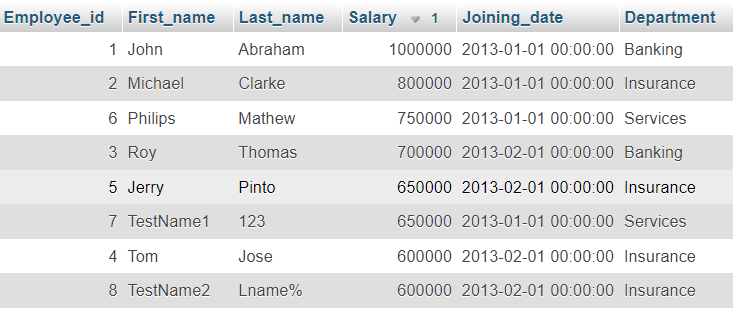 Employee_id First_name Last_name Salary 1 Joining_date Department
1 John Abraham 1000000 2013-01-01 00:00:00 Banking
2 Michael Clarke 800000 2013-01-01 00:00:00 Insurance
6 Philips Mathew 750000 2013-01-01 00:00:00 Services
3 Roy Thomas 700000 2013-02-01 00:00:00 Banking
5 Jerry Pinto 650000 2013-02-01 00:00:00 Insurance
7 TestName1 123 650000 2013-01-01 00:00:00 Services
4 Tom Jose 600000 2013-02-01 00:00:00 Insurance
8 TestName2 Lname% 600000 2013-02-01 00:00:00 Insurance